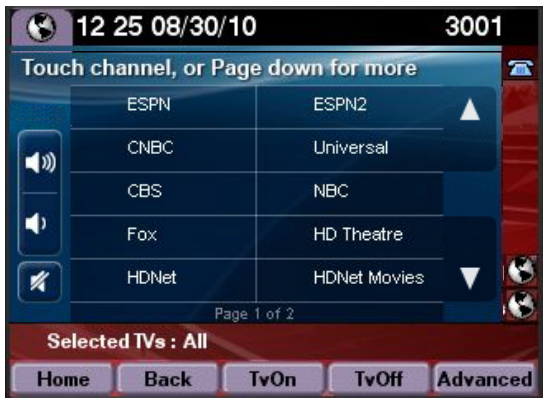 12 25 08/30/10 3001
Touch channel, or Page down for more
ESPN ESPN2
CNBC Universal
CBS NBC
Fox HD Theatre
HDNet HDNet Movies
Page 1 of 2
Selected TVs : All
Home Back TvOn TvOff Advanced